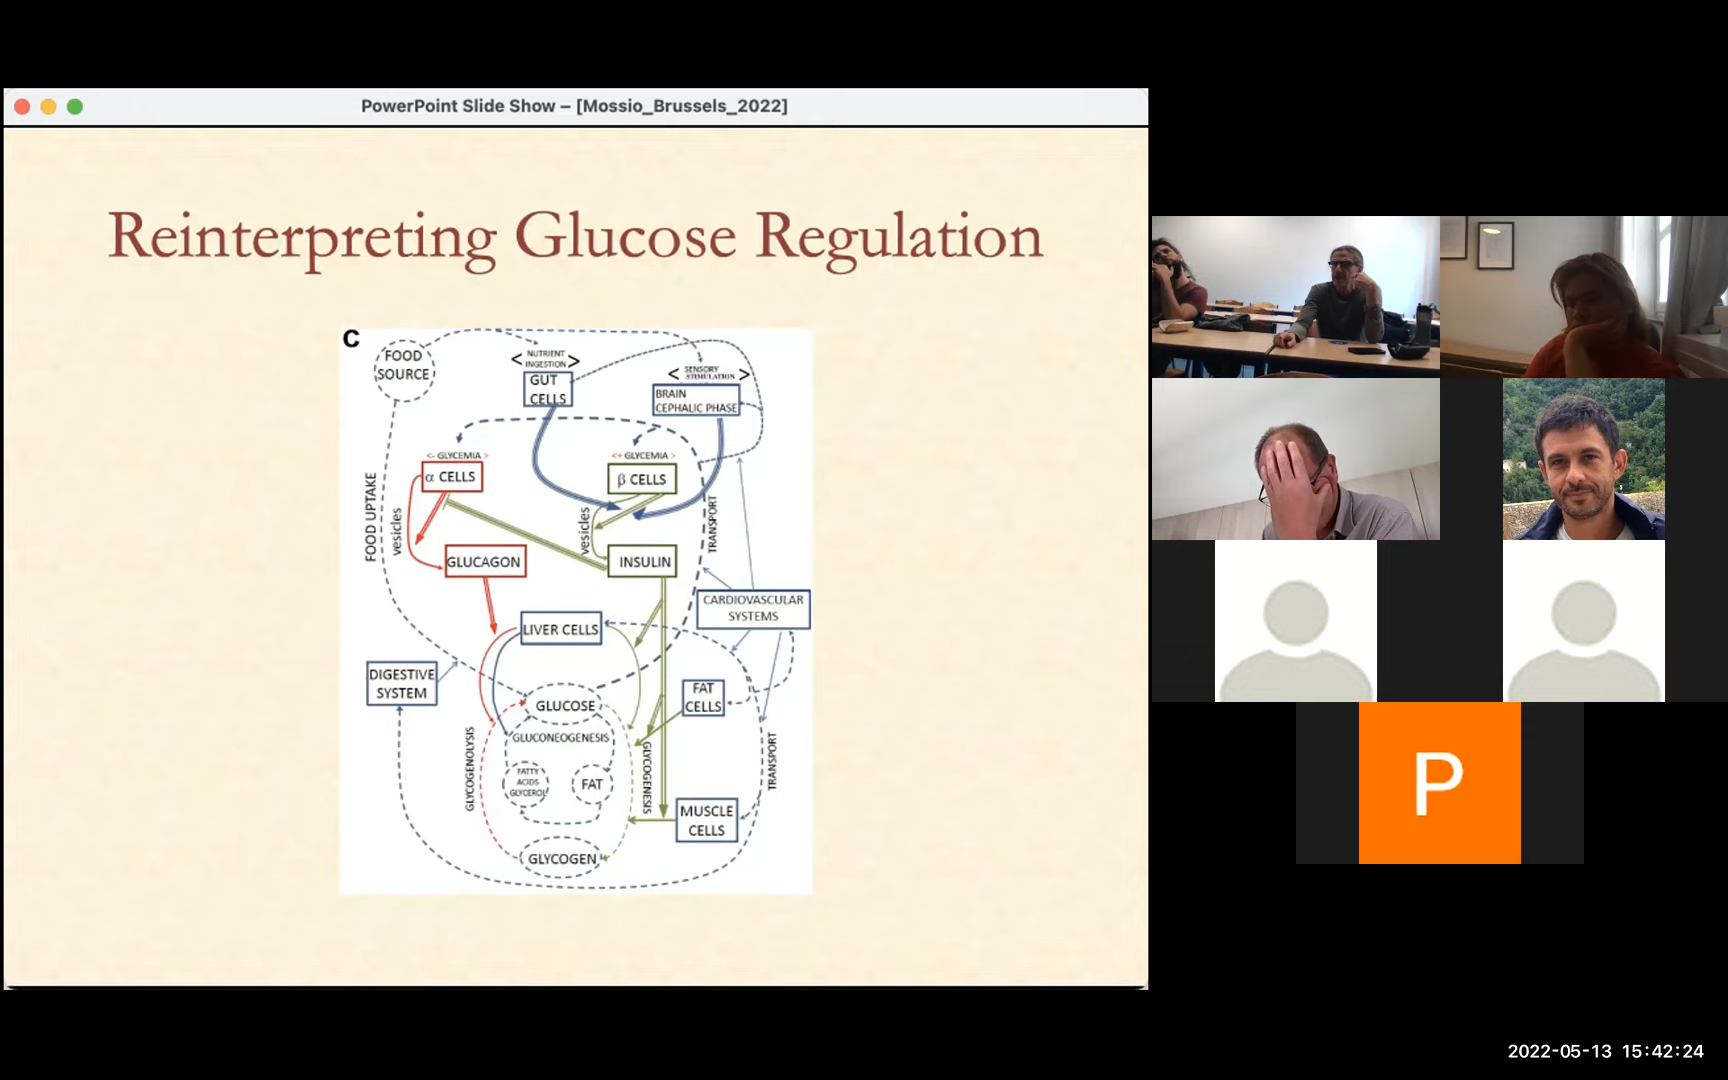 PowerPoint Slide Show – [Mossio_Brussels_2022]
Reinterpreting Glucose Regulation
C
FOOD
SOURCE
< NUTRIENT >
INGESTION
GUT
CELLS
< SENSORY >
STIMULATION
BRAIN
CEPHALIC PHASE
<- GLYCEMIA >
α CELLS
<+ GLYCEMIA >
β CELLS
FOOD UPTAKE
vesicles
vesicles
TRANSPORT
GLUCAGON
INSULIN
CARDIOVASCULAR
SYSTEMS
LIVER CELLS
DIGESTIVE
SYSTEM
FAT
CELLS
GLUCOSE
GLUCONEOGENESIS
GLYCOGENOLYSIS
FATTY
ACIDS
GLYCEROL
FAT
GLYCOGENESIS
TRANSPORT
MUSCLE
CELLS
GLYCOGEN
P
2022-05-13 15:42:24